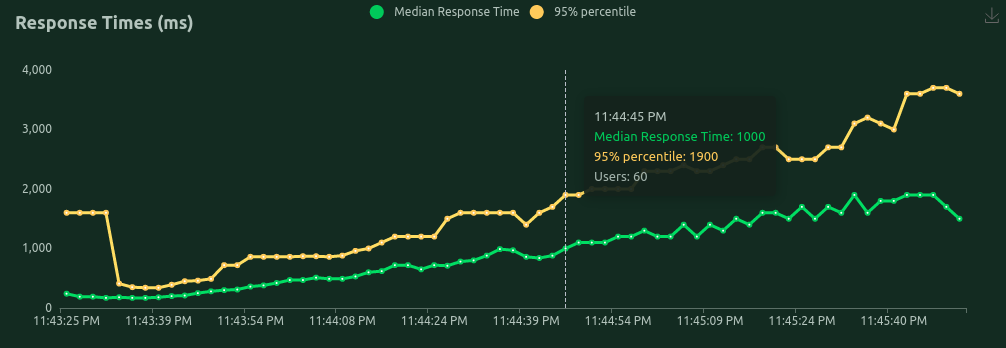 Response Times (ms)
Median Response Time
95% percentile
4,000
3,000
2,000
1,000
0
11:44:45 PM
Median Response Time: 1000
95% percentile: 1900
Users: 60
11:43:25 PM
11:43:39 PM
11:43:54 PM
11:44:08 PM
11:44:24 PM
11:44:39 PM
11:44:54 PM
11:45:09 PM
11:45:24 PM
11:45:40 PM